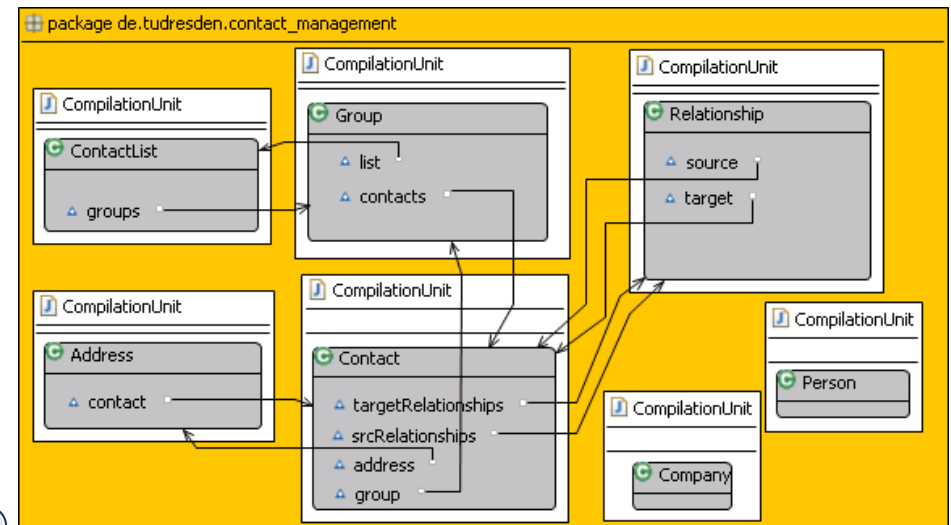 package de.tudresden.contact_management
CompilationUnit
ContactList
groups
CompilationUnit
Group
list
contacts
CompilationUnit
Relationship
source
target
CompilationUnit
Address
contact
CompilationUnit
Contact
targetRelationships
srcRelationships
address
group
CompilationUnit
Person
CompilationUnit
Company